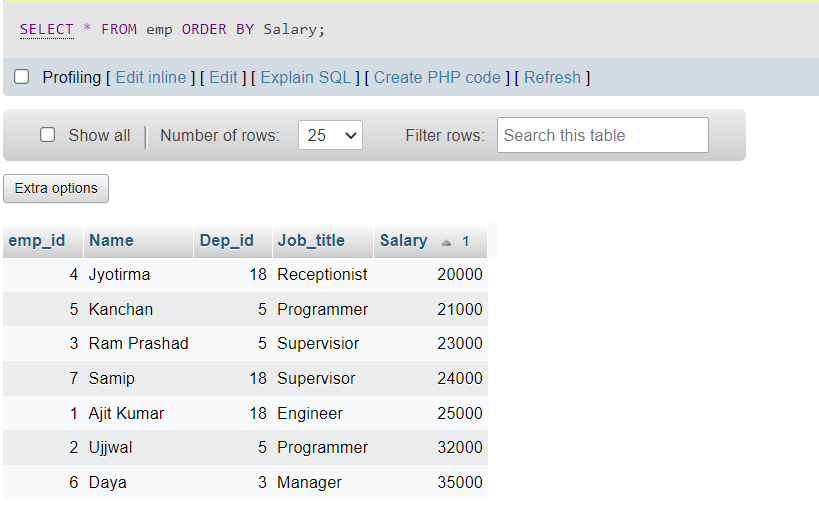 SELECT * FROM emp ORDER BY Salary;
Profiling [ Edit inline ] [ Edit ] [ Explain SQL ] [ Create PHP code ] [ Refresh ]
Show all Number of rows: 25 Filter rows: Search this table
Extra options
emp_id Name Dep_id Job_title Salary 1
4 Jyotirma 18 Receptionist 20000
5 Kanchan 5 Programmer 21000
3 Ram Prashad 5 Supervisior 23000
7 Samip 18 Supervisor 24000
1 Ajit Kumar 18 Engineer 25000
2 Ujjwal 5 Programmer 32000
6 Daya 3 Manager 35000